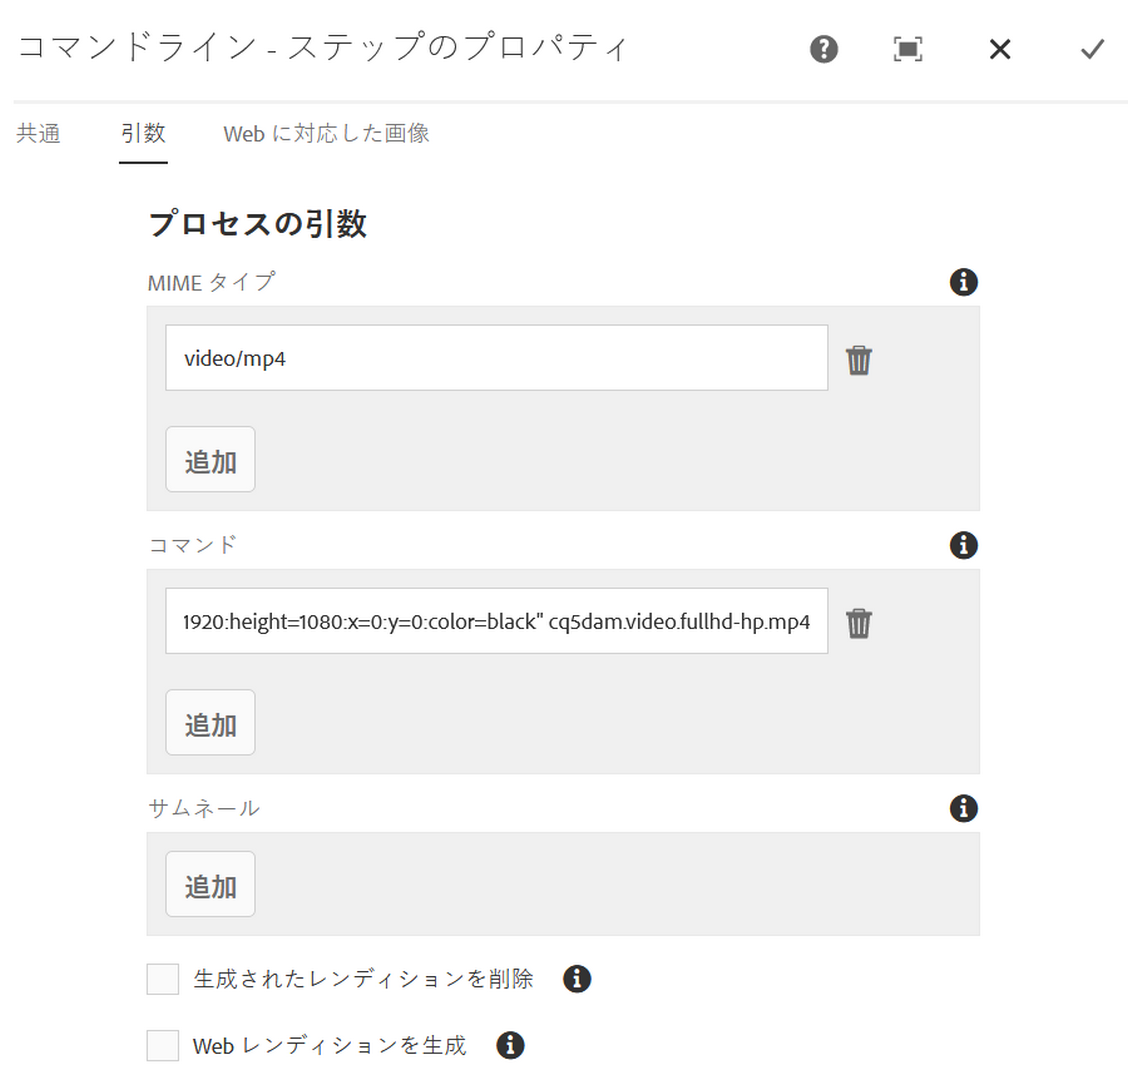 コマンドライン - ステップのプロパティ
共通 引数 Web に対応した画像
プロセスの引数
MIME タイプ
video/mp4
追加
コマンド
1920:height=1080:x=0:y=0:color=black" cq5dam.video.fullhd-hp.mp4
追加
サムネール
追加
生成されたレンディションを削除
Web レンディションを生成